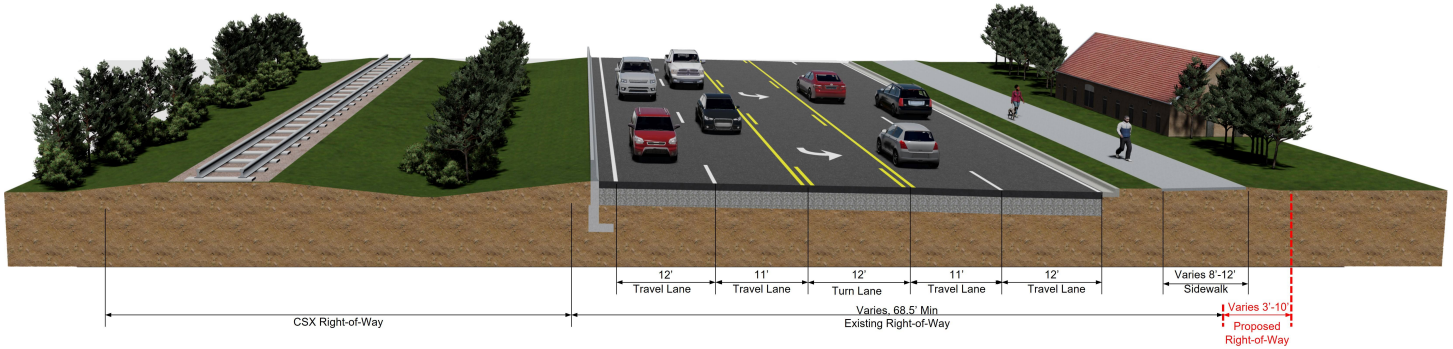 12'
Travel Lane
11'
Travel Lane
12'
Turn Lane
11'
Travel Lane
12'
Travel Lane
Varies 8'-12'
Sidewalk
CSX Right-of-Way
Varies, 68.5' Min
Existing Right-of-Way
Varies 3'-10'
Proposed
Right-of-Way